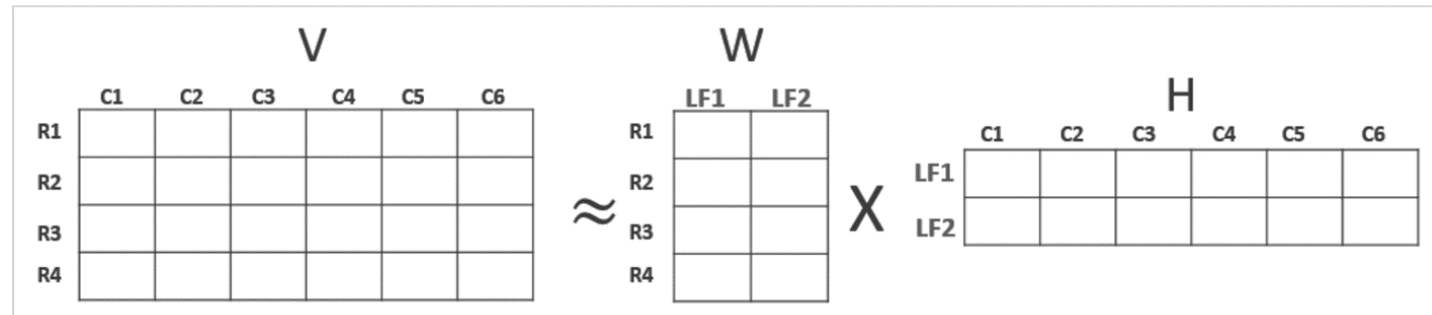 V
C1 C2 C3 C4 C5 C6
R1
R2
R3
R4
≈
W
LF1 LF2
R1
R2
R3
R4
X
H
C1 C2 C3 C4 C5 C6
LF1
LF2